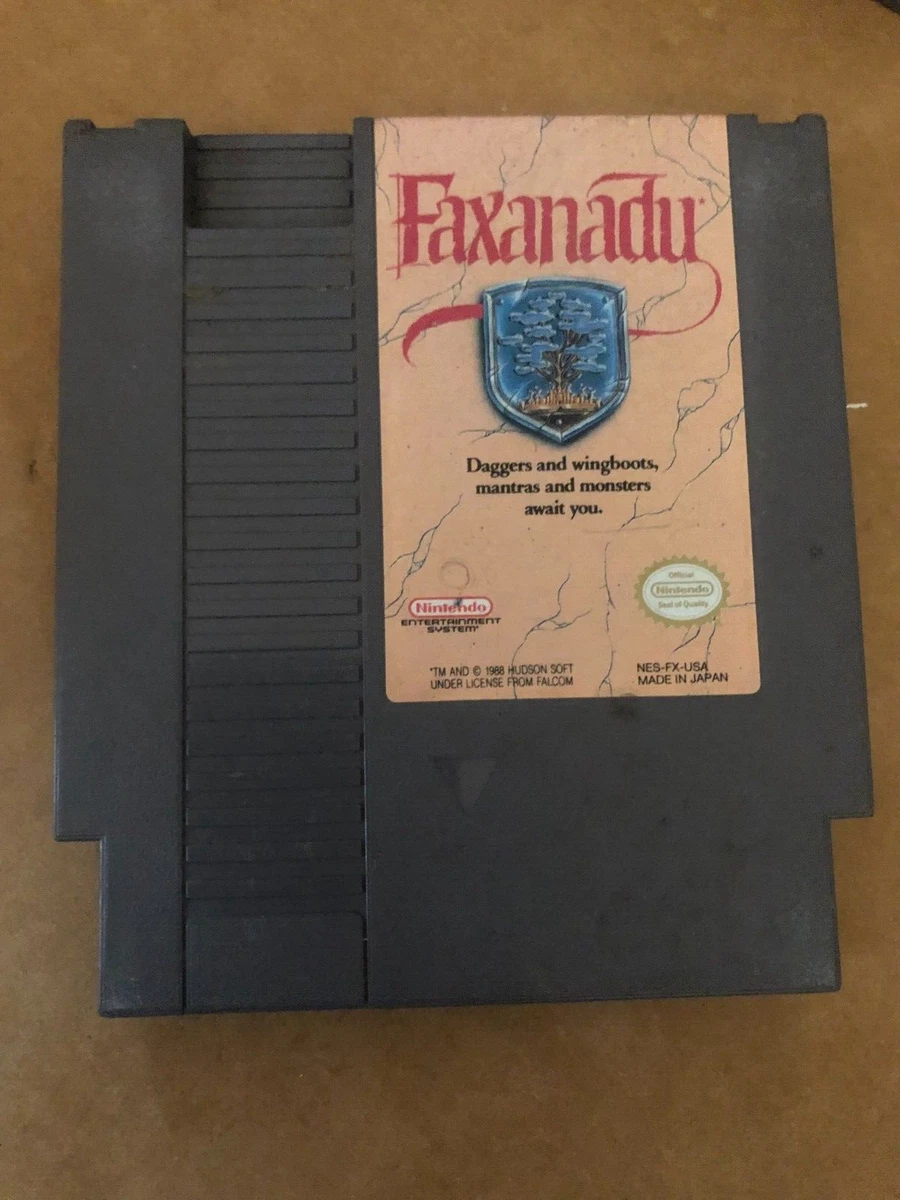 Faxanadu*
Daggers and wingboots,
mantras and monsters
await you.
Nintendo
ENTERTAINMENT
SYSTEM*
Official
Nintendo
Seal of Quality
*TM AND © 1988 HUDSON SOFT
UNDER LICENSE FROM FALCOM
NES-FX-USA
MADE IN JAPAN